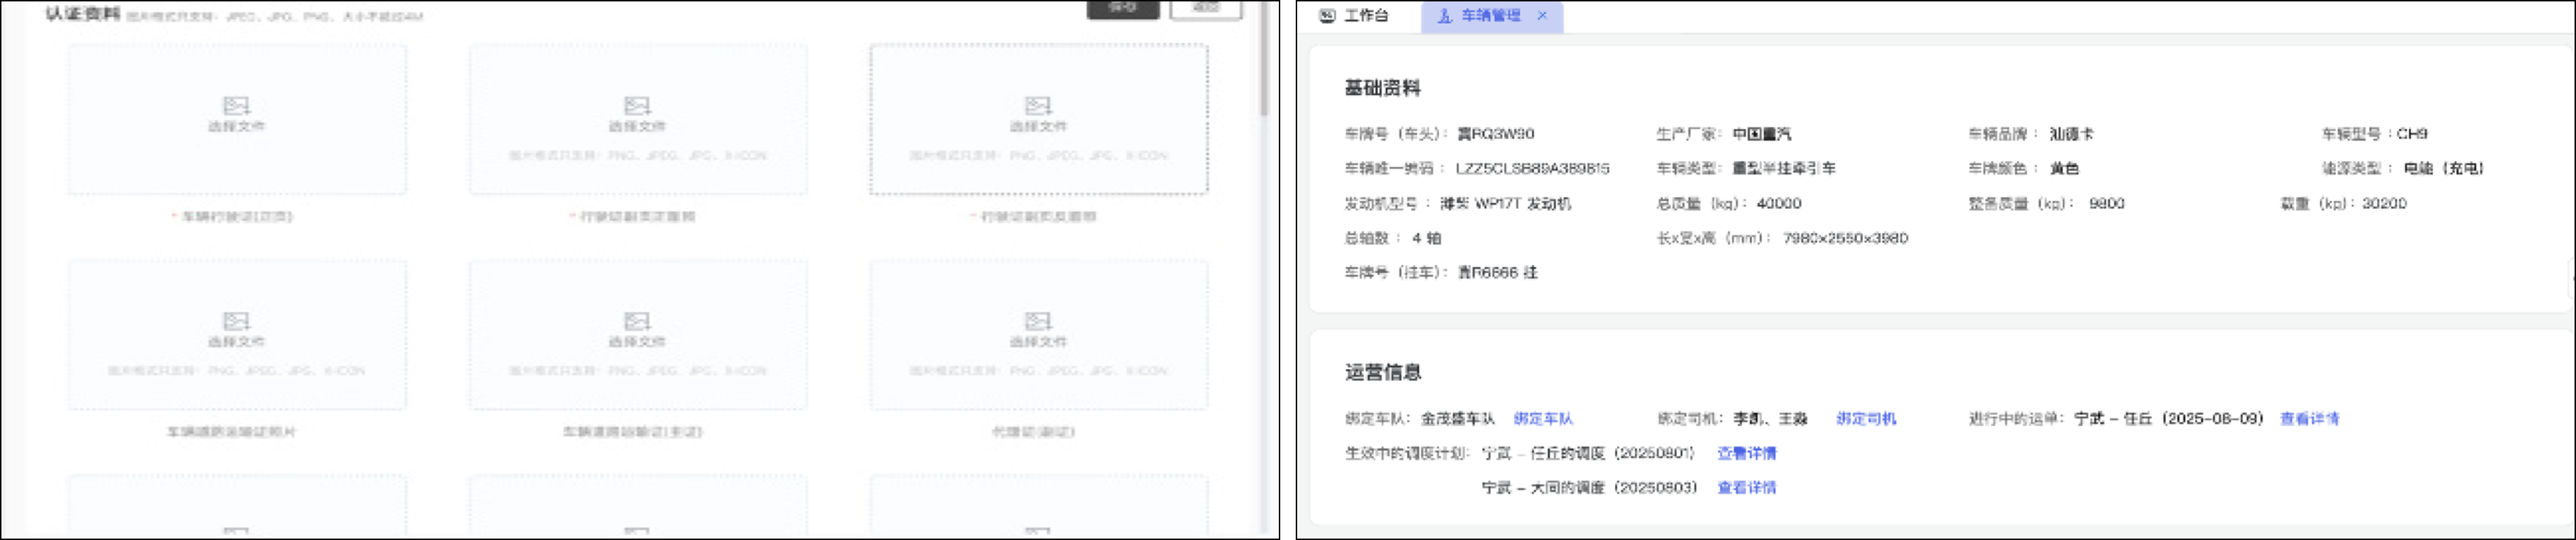 认证资料 图片格式只支持：JPEG、JPG、PNG，大小不超过4M
保存 返回
选择文件 选择文件 选择文件
图片格式只支持：PNG、JPEG、JPG、X-ICON 图片格式只支持：PNG、JPEG、JPG、X-ICON
* 车辆行驶证(正页) * 行驶证副页正面照 * 行驶证副页反面照
选择文件 选择文件 选择文件
图片格式只支持：PNG、JPEG、JPG、X-ICON 图片格式只支持：PNG、JPEG、JPG、X-ICON 图片格式只支持：PNG、JPEG、JPG、X-ICON
车辆道路运输证照片 车辆道路运输证(主证)
工作台 车辆管理 ×
基础资料
车牌号（车头）：冀RQ3W90 生产厂家：中国重汽 车辆品牌：汕德卡 车辆型号：CH9
车辆唯一编码：LZZ5CLSB89A389815 车辆类型：重型半挂牵引车 车牌颜色：黄色 能源类型：电能（充电）
发动机型号：潍柴 WP17T 发动机 总质量（kg）：40000 整备质量（kg）：9800 载重（kg）：30200
总轴数：4 轴 长x宽x高（mm）：7980x2550x3980
车牌号（挂车）：冀R6666 挂
运营信息
绑定车队：金茂盛车队 绑定车队 绑定司机：李凯、王淼 绑定司机 进行中的运单：宁武 – 任丘（2025-08-09） 查看详情
生效中的调度计划：宁武 – 任丘的调度（20250801） 查看详情
宁武 – 大同的调度（20250803） 查看详情